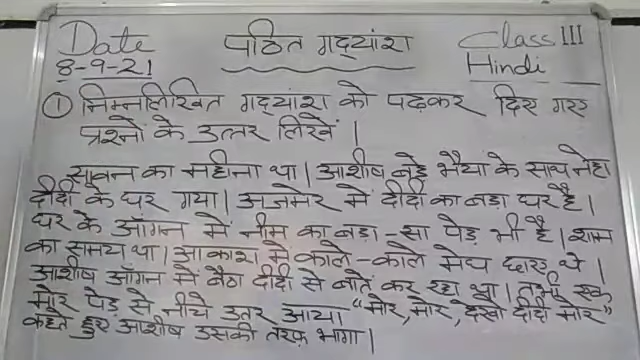 Date पठित गद्यांश Class III
8-9-21 Hindi
① निम्नलिखित गद्यांश को पढ़कर दिए गए
प्रश्नों के उत्तर लिखें |
सावन का महीना था | आशीष बड़े भैया के साथ नेहा
दीदी के घर गया | अजमेर में दीदी का बड़ा घर है |
घर के आँगन में नीम का बड़ा-सा पेड़ भी है | शाम
का समय था | आकाश में काले-काले मेघ छाए थे |
आशीष आँगन में बैठा दीदी से बातें कर रहा था | तभी एक
मोर पेड़ से नीचे उतर आया "मोर, मोर, देखो दीदी मोर"
कहते हुए आशीष उसकी तरफ़ भागा |